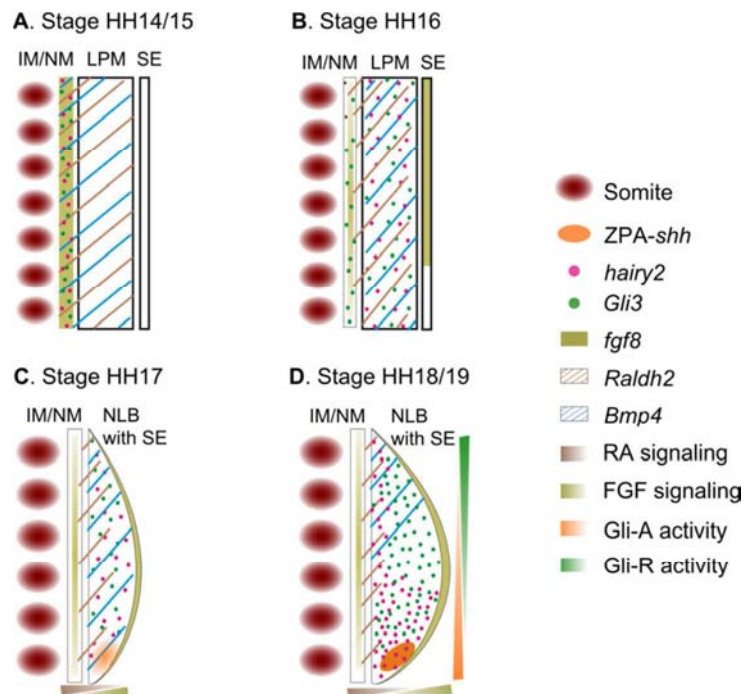 A. Stage HH14/15
IM/NM LPM SE
B. Stage HH16
IM/NM LPM SE
C. Stage HH17
IM/NM NLB
with SE
D. Stage HH18/19
IM/NM NLB
with SE
Somite
ZPA-shh
hairy2
Gli3
fgf8
Raldh2
Bmp4
RA signaling
FGF signaling
Gli-A activity
Gli-R activity